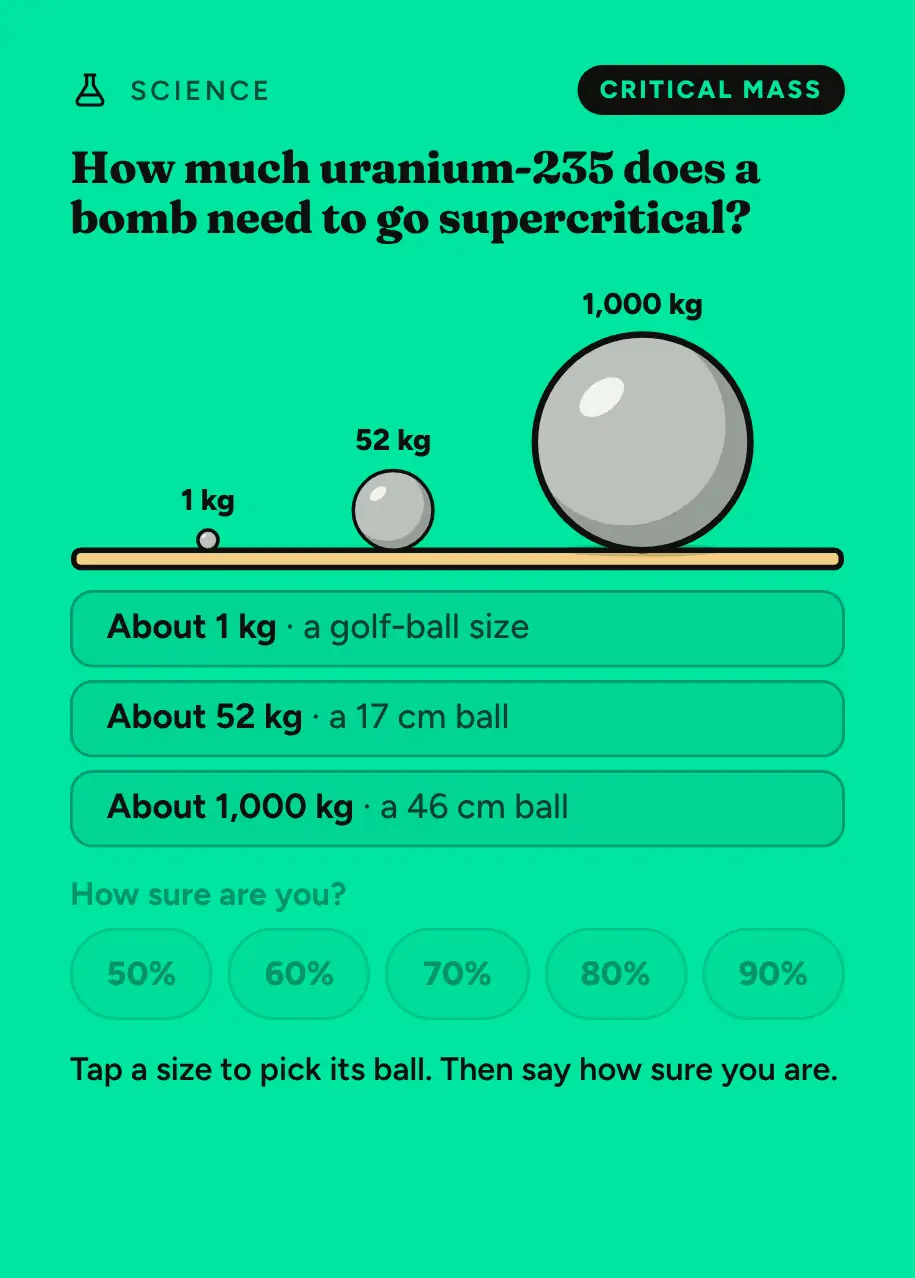 SCIENCE
CRITICAL MASS
How much uranium-235 does a
bomb need to go supercritical?
1,000 kg
52 kg
1 kg
About 1 kg · a golf-ball size
About 52 kg · a 17 cm ball
About 1,000 kg · a 46 cm ball
How sure are you?
50%
60%
70%
80%
90%
Tap a size to pick its ball. Then say how sure you are.